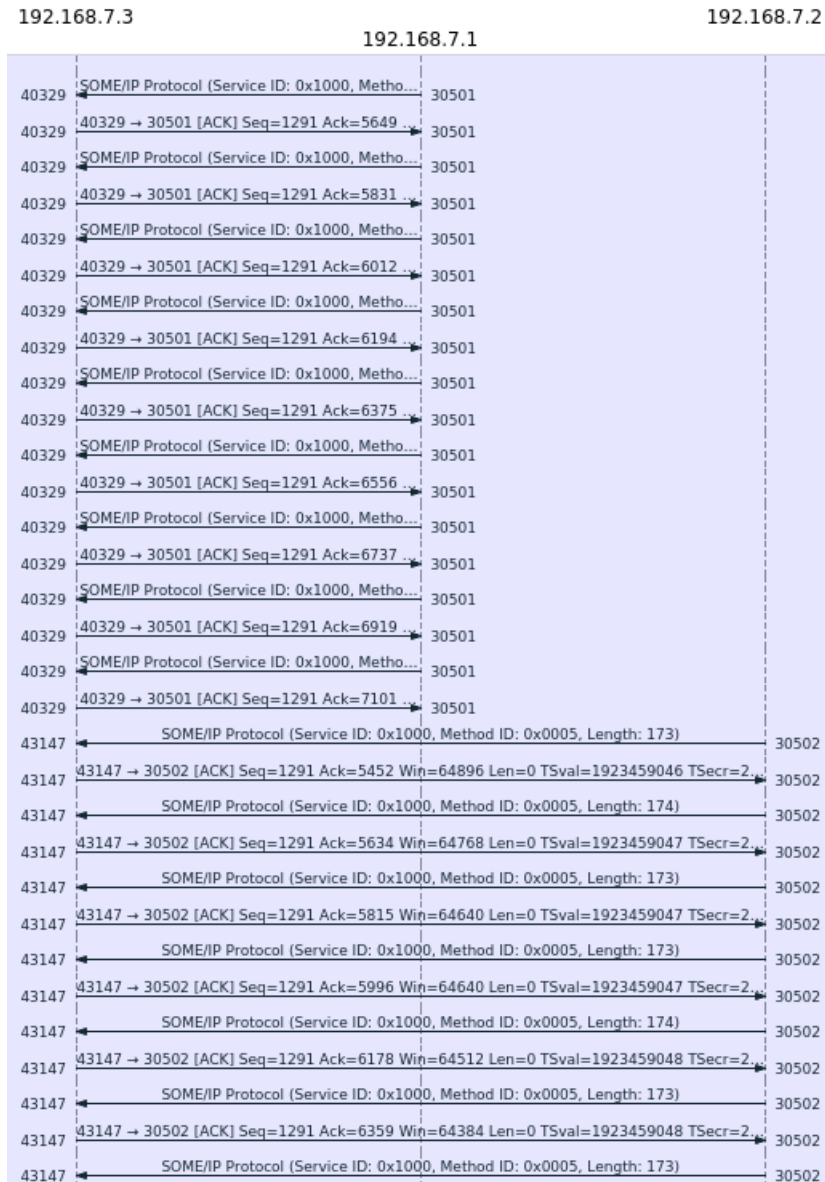 192.168.7.3 192.168.7.2
192.168.7.1
SOME/IP Protocol (Service ID: 0x1000, Metho...
40329 30501
40329 → 30501 [ACK] Seq=1291 Ack=5649 ...
40329 30501
SOME/IP Protocol (Service ID: 0x1000, Metho...
40329 30501
40329 → 30501 [ACK] Seq=1291 Ack=5831 ...
40329 30501
SOME/IP Protocol (Service ID: 0x1000, Metho...
40329 30501
40329 → 30501 [ACK] Seq=1291 Ack=6012 ...
40329 30501
SOME/IP Protocol (Service ID: 0x1000, Metho...
40329 30501
40329 → 30501 [ACK] Seq=1291 Ack=6194 ...
40329 30501
SOME/IP Protocol (Service ID: 0x1000, Metho...
40329 30501
40329 → 30501 [ACK] Seq=1291 Ack=6375 ...
40329 30501
SOME/IP Protocol (Service ID: 0x1000, Metho...
40329 30501
40329 → 30501 [ACK] Seq=1291 Ack=6556 ...
40329 30501
SOME/IP Protocol (Service ID: 0x1000, Metho...
40329 30501
40329 → 30501 [ACK] Seq=1291 Ack=6737 ...
40329 30501
SOME/IP Protocol (Service ID: 0x1000, Metho...
40329 30501
40329 → 30501 [ACK] Seq=1291 Ack=6919 ...
40329 30501
SOME/IP Protocol (Service ID: 0x1000, Metho...
40329 30501
40329 → 30501 [ACK] Seq=1291 Ack=7101 ...
40329 30501
SOME/IP Protocol (Service ID: 0x1000, Method ID: 0x0005, Length: 173)
43147 30502
43147 → 30502 [ACK] Seq=1291 Ack=5452 Win=64896 Len=0 TSval=1923459046 TSecr=2...
43147 30502
SOME/IP Protocol (Service ID: 0x1000, Method ID: 0x0005, Length: 174)
43147 30502
43147 → 30502 [ACK] Seq=1291 Ack=5634 Win=64768 Len=0 TSval=1923459047 TSecr=2...
43147 30502
SOME/IP Protocol (Service ID: 0x1000, Method ID: 0x0005, Length: 173)
43147 30502
43147 → 30502 [ACK] Seq=1291 Ack=5815 Win=64640 Len=0 TSval=1923459047 TSecr=2...
43147 30502
SOME/IP Protocol (Service ID: 0x1000, Method ID: 0x0005, Length: 173)
43147 30502
43147 → 30502 [ACK] Seq=1291 Ack=5996 Win=64640 Len=0 TSval=1923459047 TSecr=2...
43147 30502
SOME/IP Protocol (Service ID: 0x1000, Method ID: 0x0005, Length: 174)
43147 30502
43147 → 30502 [ACK] Seq=1291 Ack=6178 Win=64512 Len=0 TSval=1923459048 TSecr=2...
43147 30502
SOME/IP Protocol (Service ID: 0x1000, Method ID: 0x0005, Length: 173)
43147 30502
43147 → 30502 [ACK] Seq=1291 Ack=6359 Win=64384 Len=0 TSval=1923459048 TSecr=2...
43147 30502
SOME/IP Protocol (Service ID: 0x1000, Method ID: 0x0005, Length: 173)
43147 30502